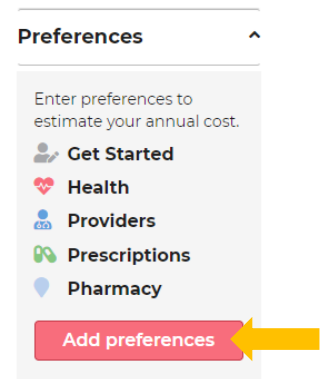 Preferences
Enter preferences to
estimate your annual cost.
Get Started
Health
Providers
Prescriptions
Pharmacy
Add preferences